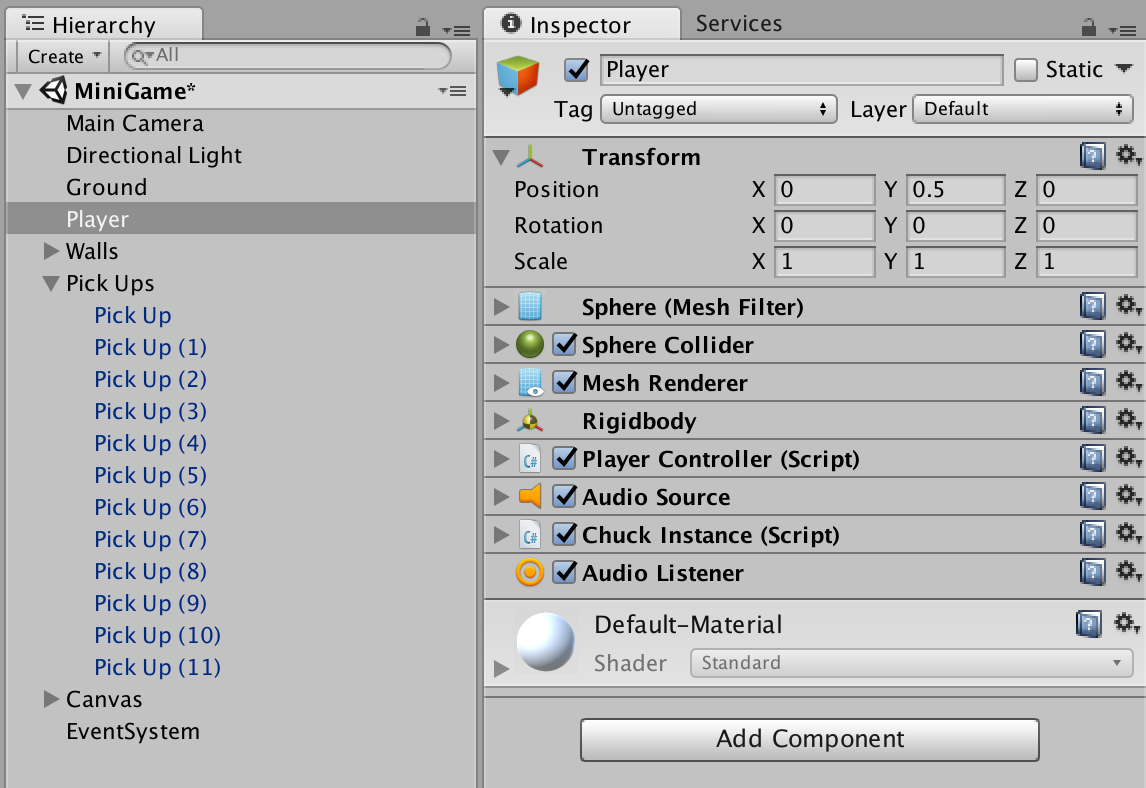 Hierarchy
Create
All
MiniGame*
Main Camera
Directional Light
Ground
Player
Walls
Pick Ups
Pick Up
Pick Up (1)
Pick Up (2)
Pick Up (3)
Pick Up (4)
Pick Up (5)
Pick Up (6)
Pick Up (7)
Pick Up (8)
Pick Up (9)
Pick Up (10)
Pick Up (11)
Canvas
EventSystem
Inspector Services
Player Static
Tag Untagged Layer Default
Transform
Position X 0 Y 0.5 Z 0
Rotation X 0 Y 0 Z 0
Scale X 1 Y 1 Z 1
Sphere (Mesh Filter)
Sphere Collider
Mesh Renderer
Rigidbody
C# Player Controller (Script)
Audio Source
C# Chuck Instance (Script)
Audio Listener
Default-Material
Shader Standard
Add Component